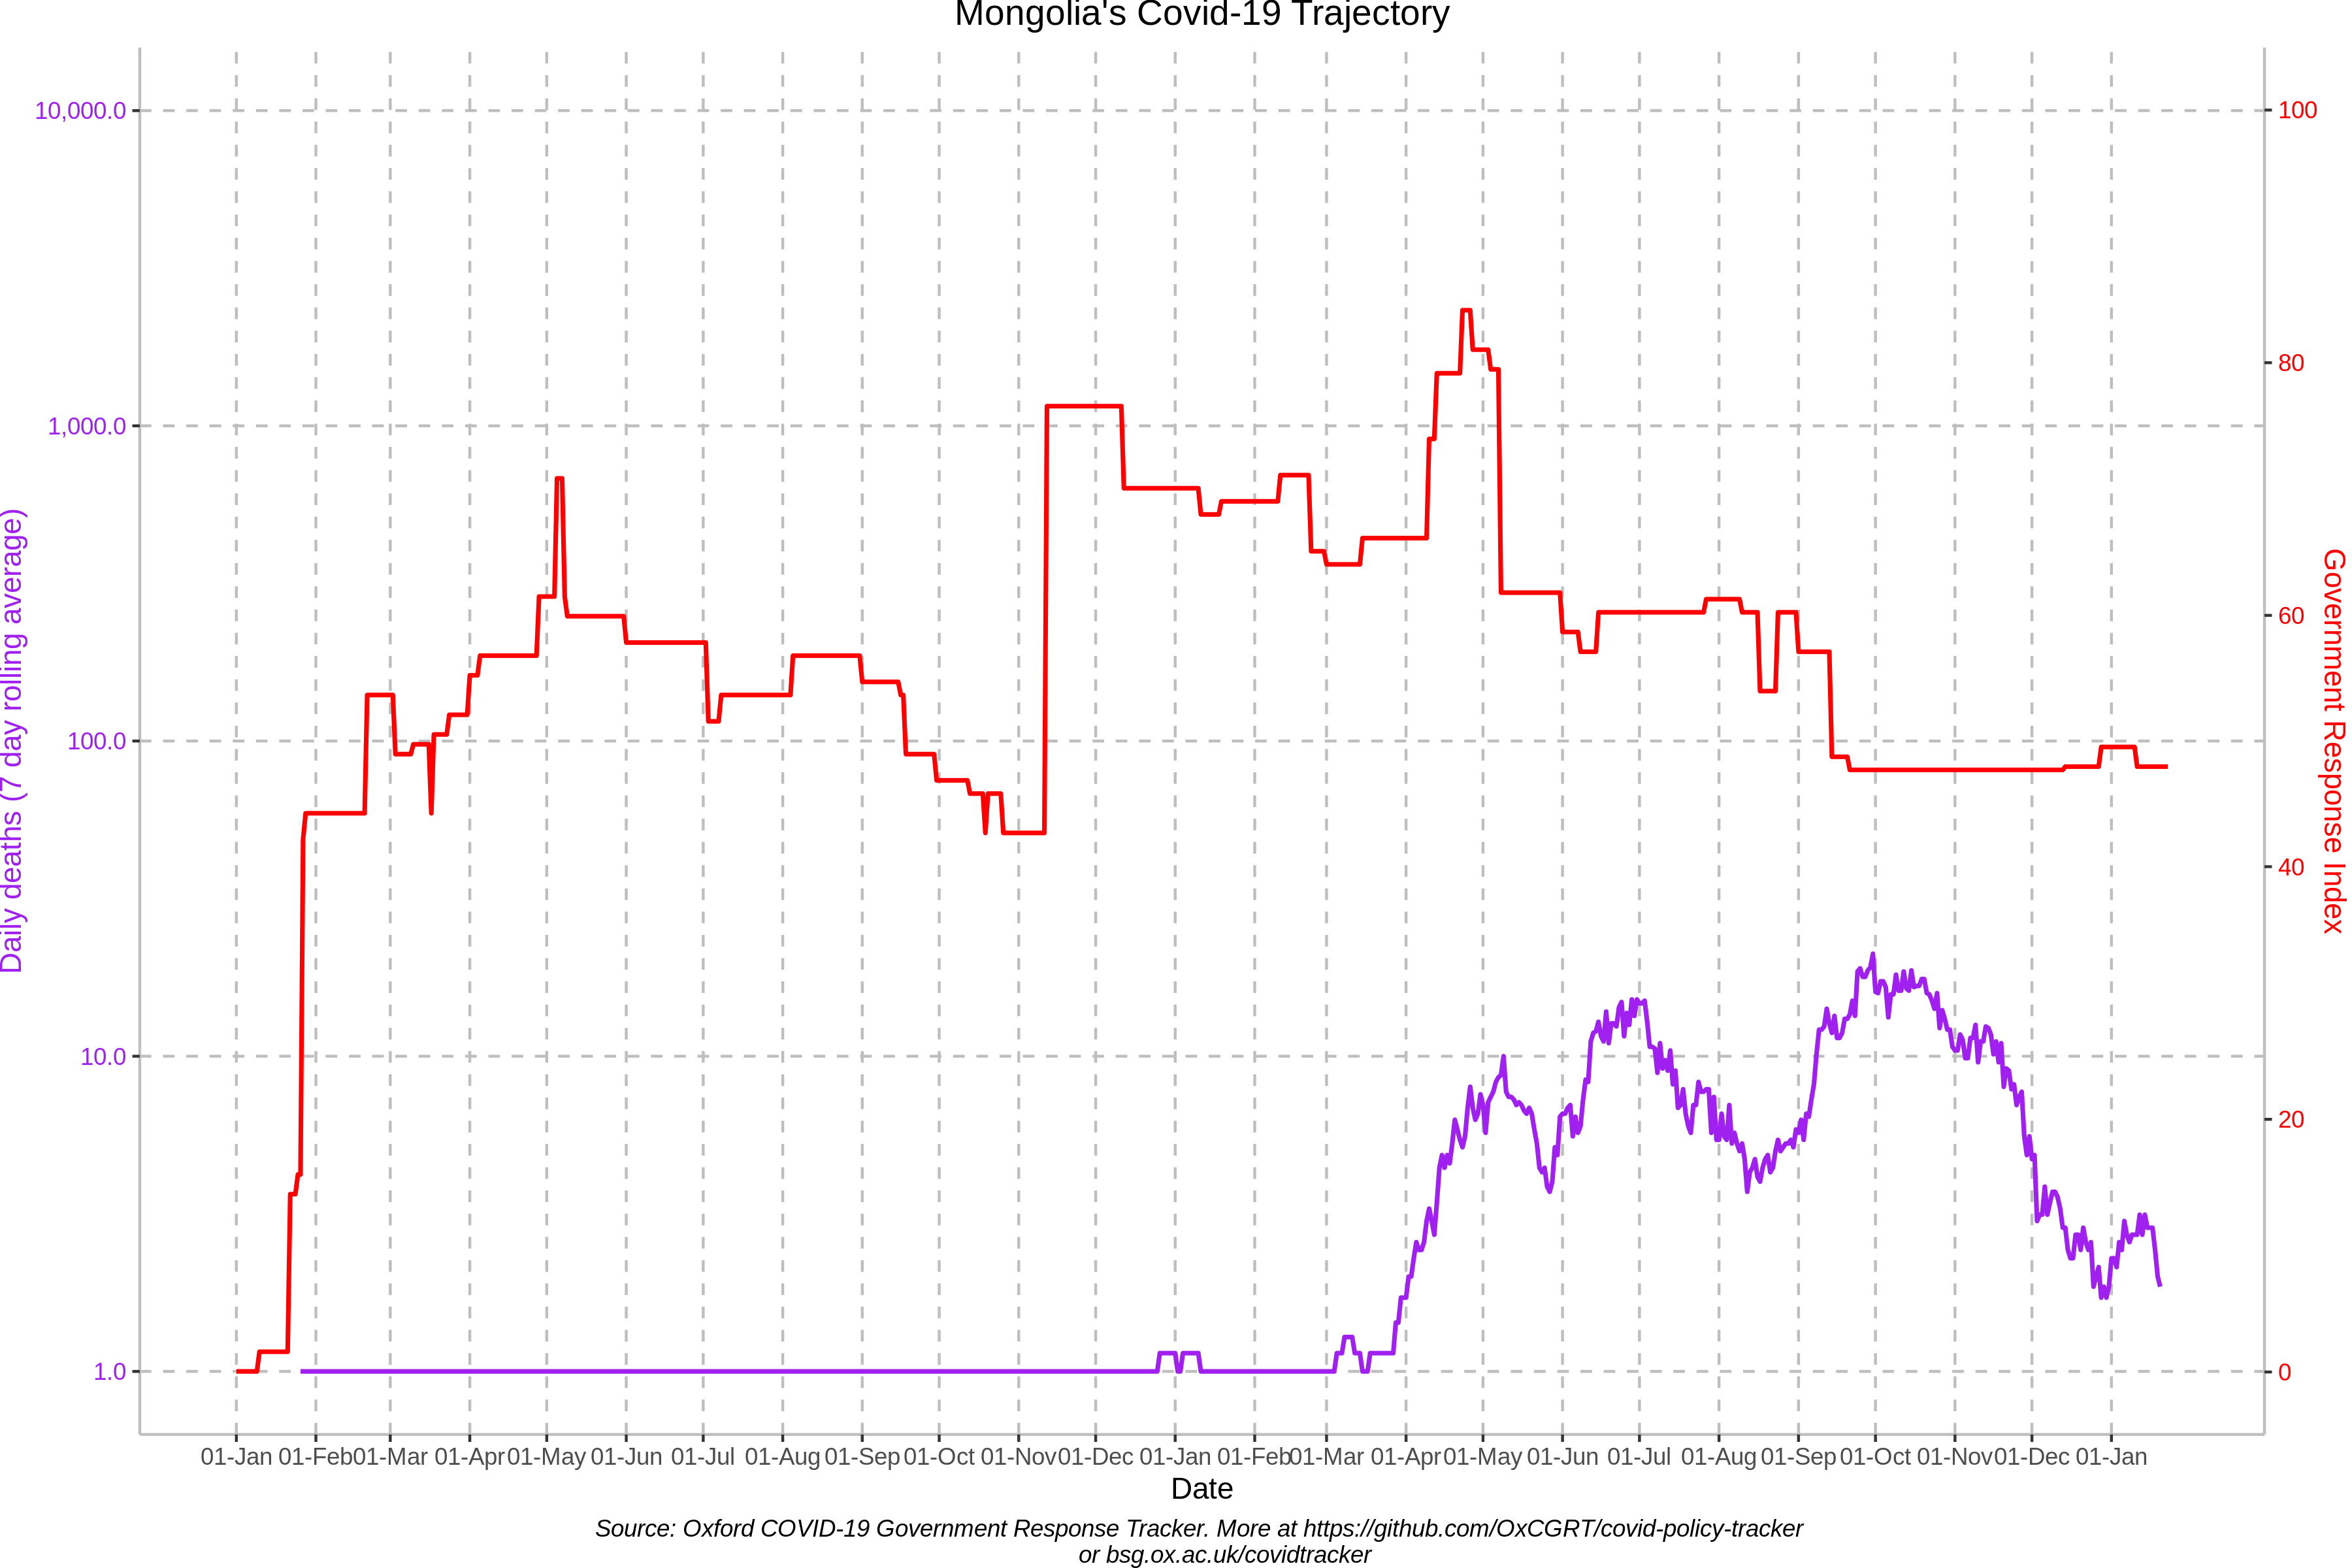 Mongolia's Covid-19 Trajectory
10,000.0
1,000.0
100.0
10.0
1.0
Daily deaths (7 day rolling average)
100
80
60
40
20
0
Government Response Index
01-Jan 01-Feb 01-Mar 01-Apr 01-May 01-Jun 01-Jul 01-Aug 01-Sep 01-Oct 01-Nov 01-Dec 01-Jan 01-Feb 01-Mar 01-Apr 01-May 01-Jun 01-Jul 01-Aug 01-Sep 01-Oct 01-Nov 01-Dec 01-Jan
Date
Source: Oxford COVID-19 Government Response Tracker. More at https://github.com/OxCGRT/covid-policy-tracker
or bsg.ox.ac.uk/covidtracker